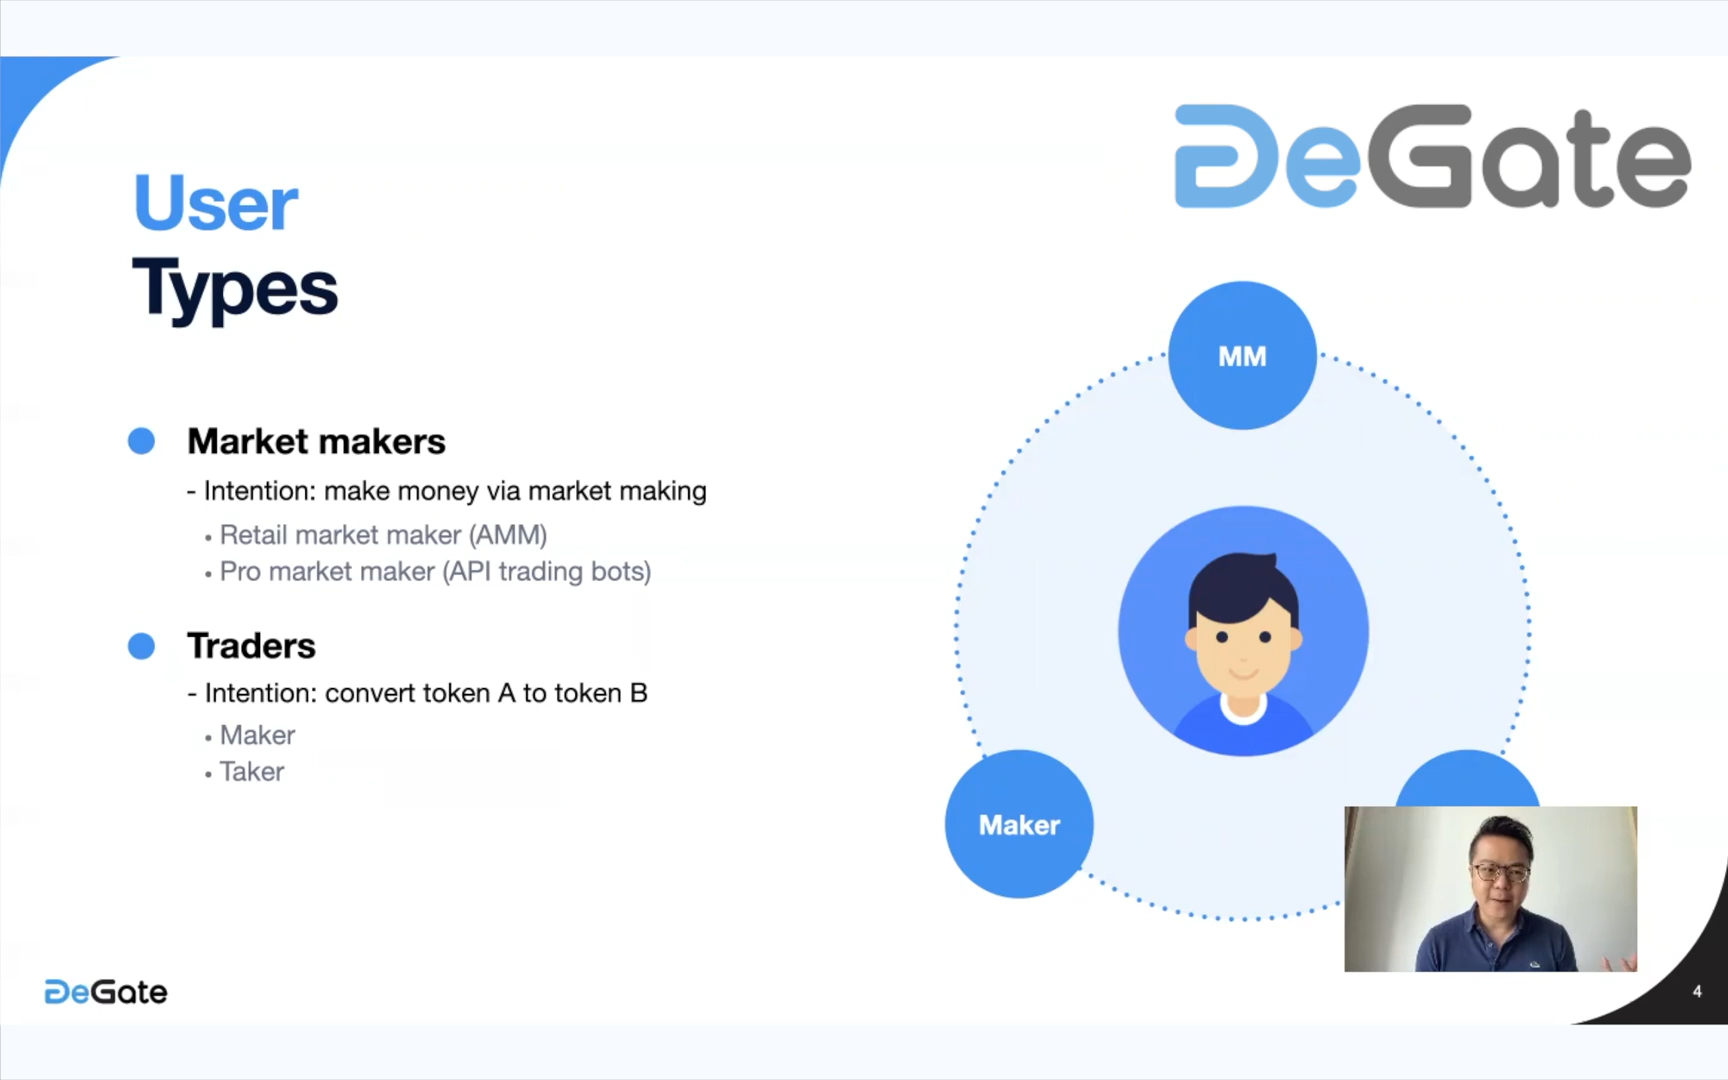 DeGate
User
Types
MM
Market makers
- Intention: make money via market making
• Retail market maker (AMM)
• Pro market maker (API trading bots)
Traders
- Intention: convert token A to token B
• Maker
• Taker
Maker
DeGate
4